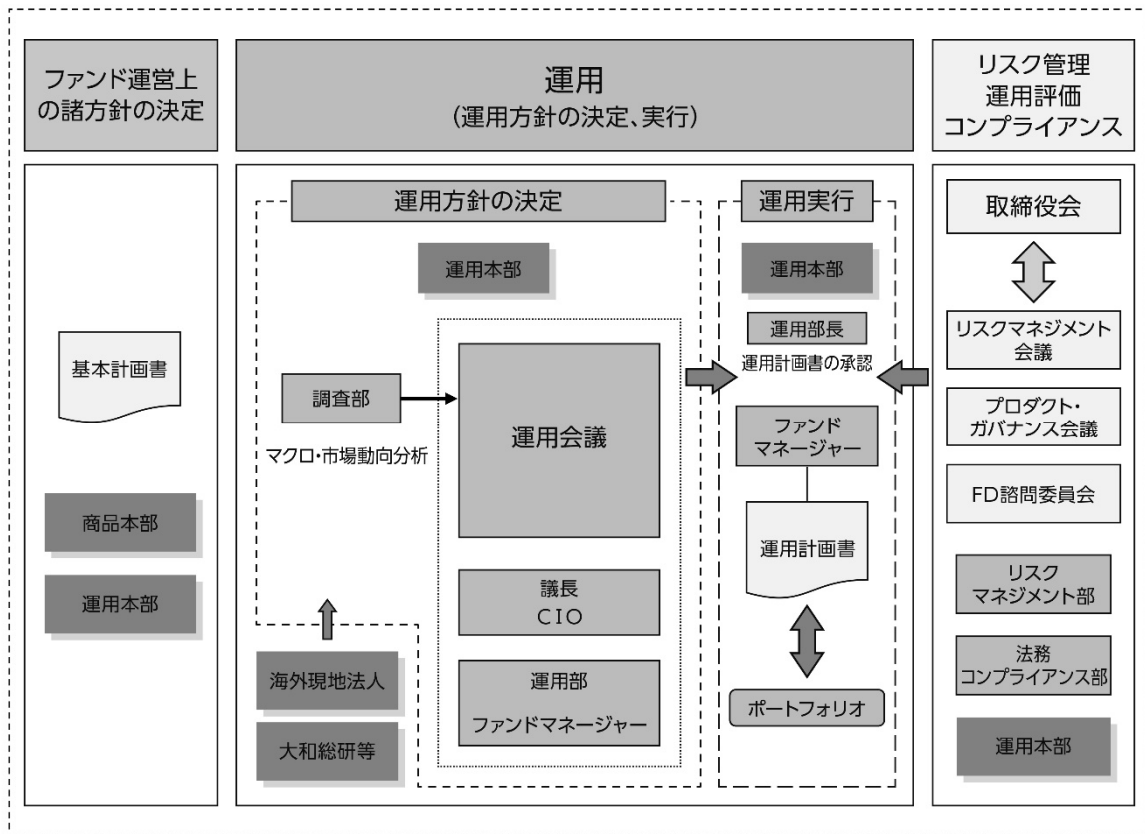 ファンド運営上
の諸方針の決定
基本計画書
商品本部
運用本部
運用
(運用方針の決定、実行)
運用方針の決定
運用本部
調査部
マクロ・市場動向分析
運用会議
議長
CIO
運用部
ファンドマネージャー
海外現地法人
大和総研等
運用実行
運用本部
運用部長
運用計画書の承認
ファンド
マネージャー
運用計画書
ポートフォリオ
リスク管理
運用評価
コンプライアンス
取締役会
リスクマネジメント
会議
プロダクト・
ガバナンス会議
FD諮問委員会
リスク
マネジメント部
法務
コンプライアンス部
運用本部